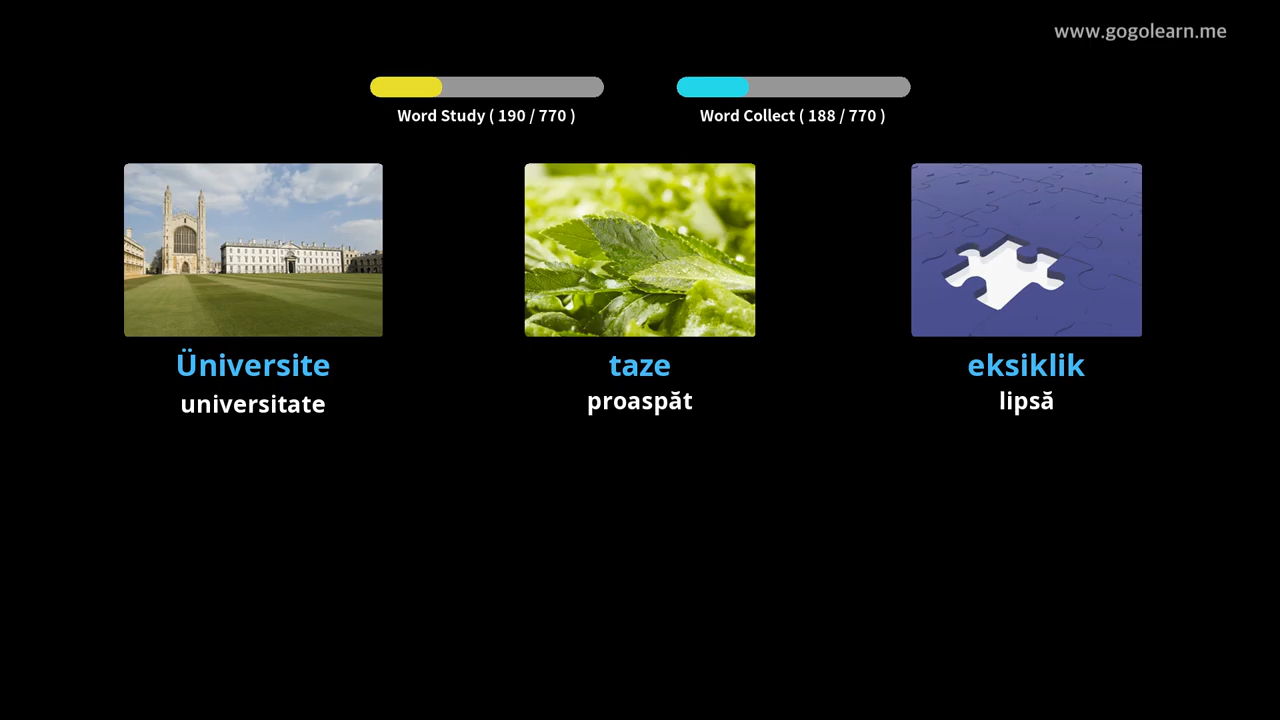 www.gogolearn.me
Word Study ( 190 / 770 )
Word Collect ( 188 / 770 )
Üniversite
taze
eksiklik
universitate
proaspăt
lipsă